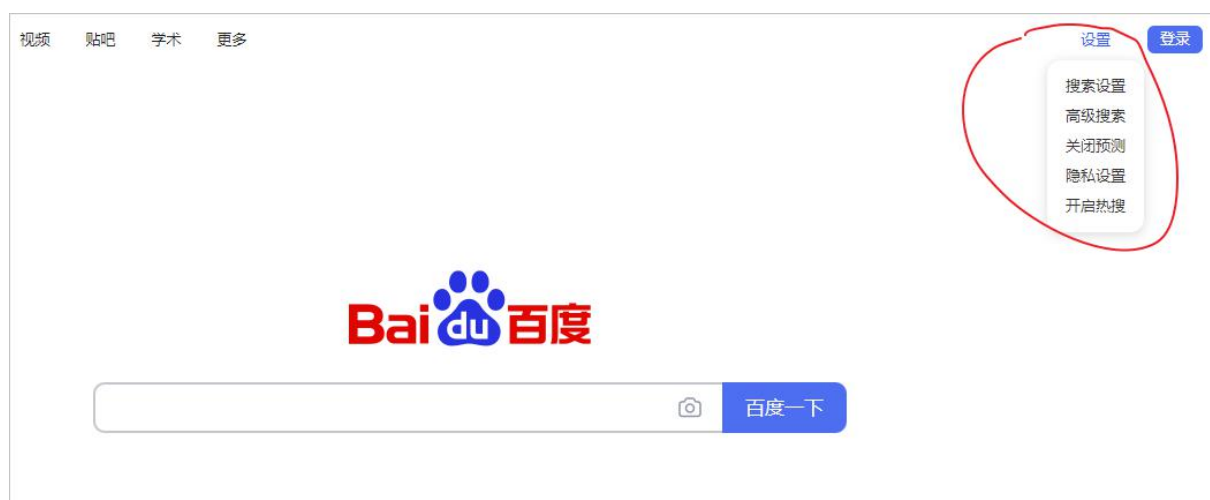 视频 贴吧 学术 更多 设置 登录
搜索设置
高级搜索
关闭预测
隐私设置
开启热搜
Bai du 百度
百度一下